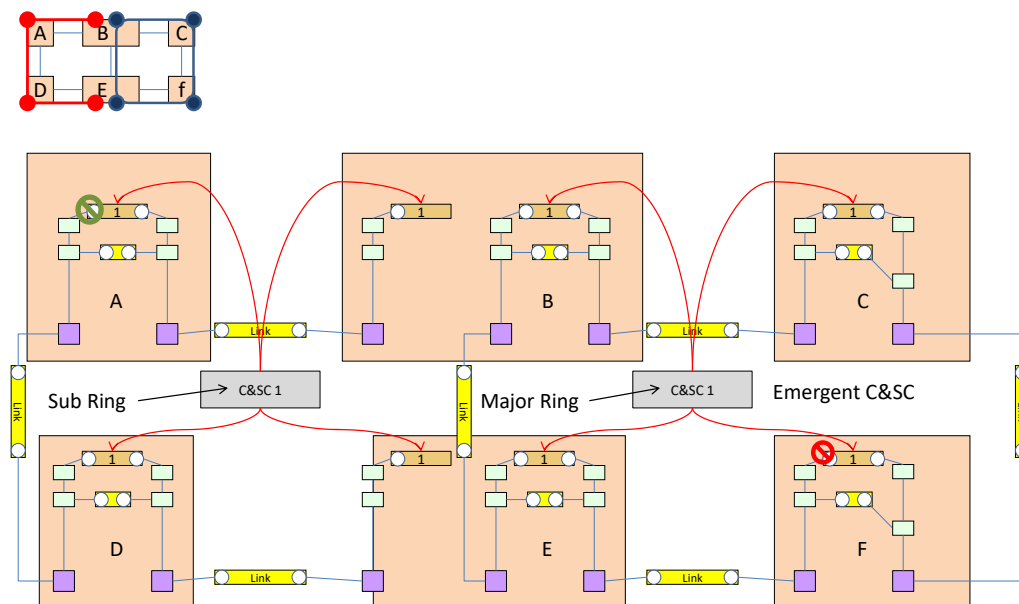 A B C
D E f
1 1 1 1
A B C
Link Link
Link Link
Sub Ring C&SC 1 Major Ring C&SC 1 Emergent C&SC
1 1 1 1
D E F
Link Link